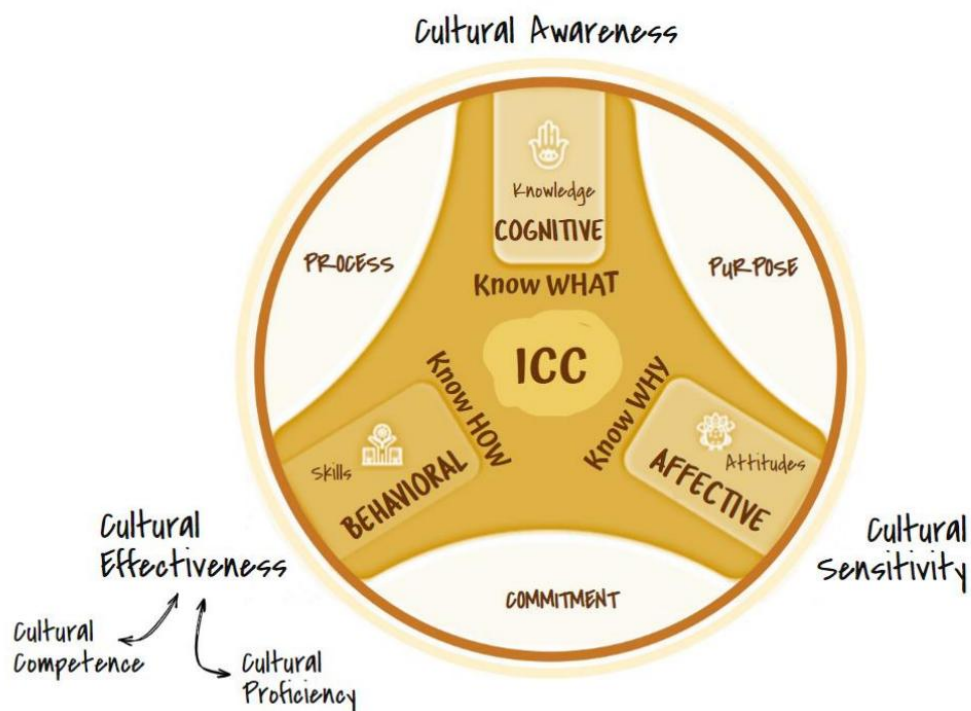 Cultural Awareness
Knowledge
COGNITIVE
Know WHAT
PROCESS
PURPOSE
ICC
Know HOW
Know WHY
Skills
BEHAVIORAL
Attitudes
AFFECTIVE
COMMITMENT
Cultural
Effectiveness
Cultural
Sensitivity
Cultural
Competence
Cultural
Proficiency